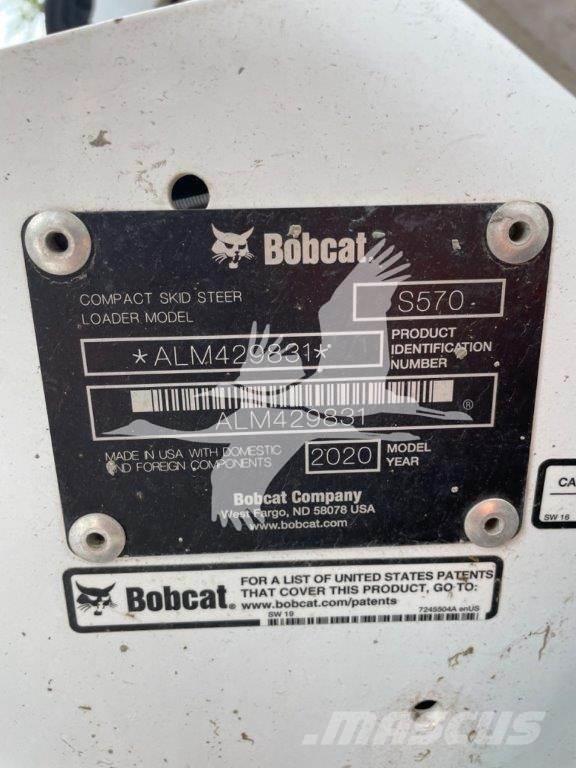 Bobcat.
COMPACT SKID STEER
LOADER MODEL
S570
*ALM429831*
PRODUCT
IDENTIFICATION
NUMBER
ALM429831
®
MADE IN USA WITH DOMESTIC
AND FOREIGN COMPONENTS
2020
MODEL
YEAR
Bobcat Company
West Fargo, ND 58078 USA
www.bobcat.com
CA
SW 16
Bobcat.
FOR A LIST OF UNITED STATES PATENTS
THAT COVER THIS PRODUCT, GO TO:
www.bobcat.com/patents
SW 19
7245504A enUS
MASCUS